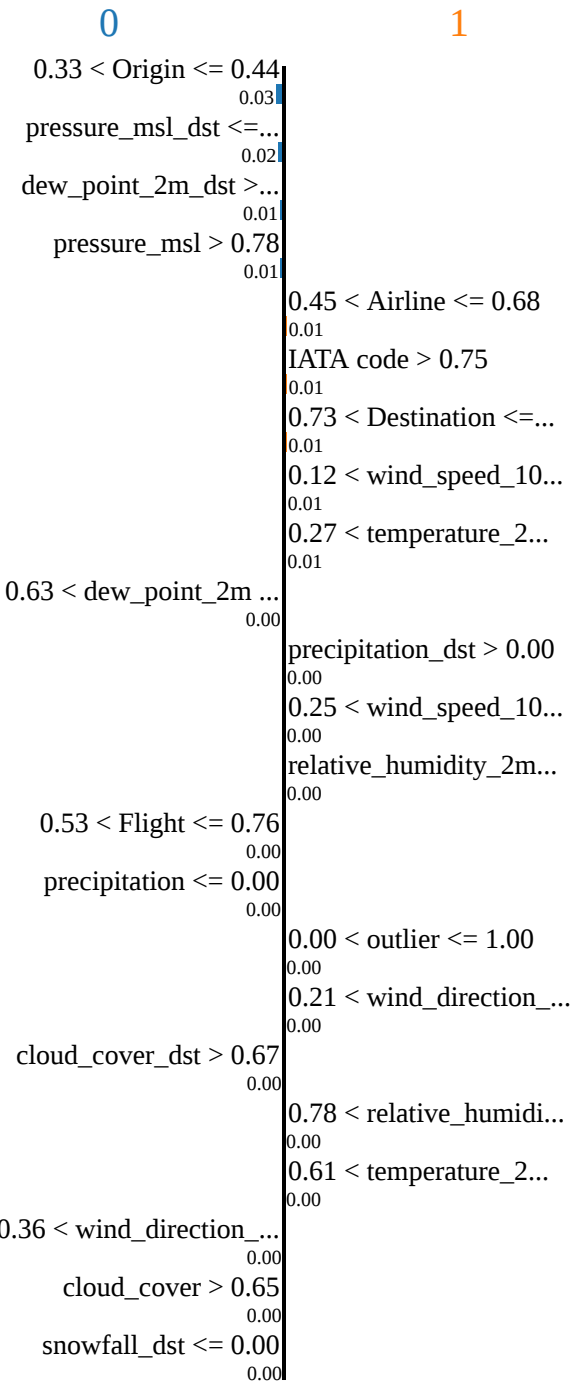 0
1
0.33 < Origin <= 0.44
0.03
pressure_msl_dst <=...
0.02
dew_point_2m_dst >...
0.01
pressure_msl > 0.78
0.01
0.45 < Airline <= 0.68
0.01
IATA code > 0.75
0.01
0.73 < Destination <=...
0.01
0.12 < wind_speed_10...
0.01
0.27 < temperature_2...
0.01
0.63 < dew_point_2m ...
0.00
precipitation_dst > 0.00
0.00
0.25 < wind_speed_10...
0.00
relative_humidity_2m...
0.00
0.53 < Flight <= 0.76
0.00
precipitation <= 0.00
0.00
0.00 < outlier <= 1.00
0.00
0.21 < wind_direction_...
0.00
cloud_cover_dst > 0.67
0.00
0.78 < relative_humidi...
0.00
0.61 < temperature_2...
0.00
0.36 < wind_direction_...
0.00
cloud_cover > 0.65
0.00
snowfall_dst <= 0.00
0.00